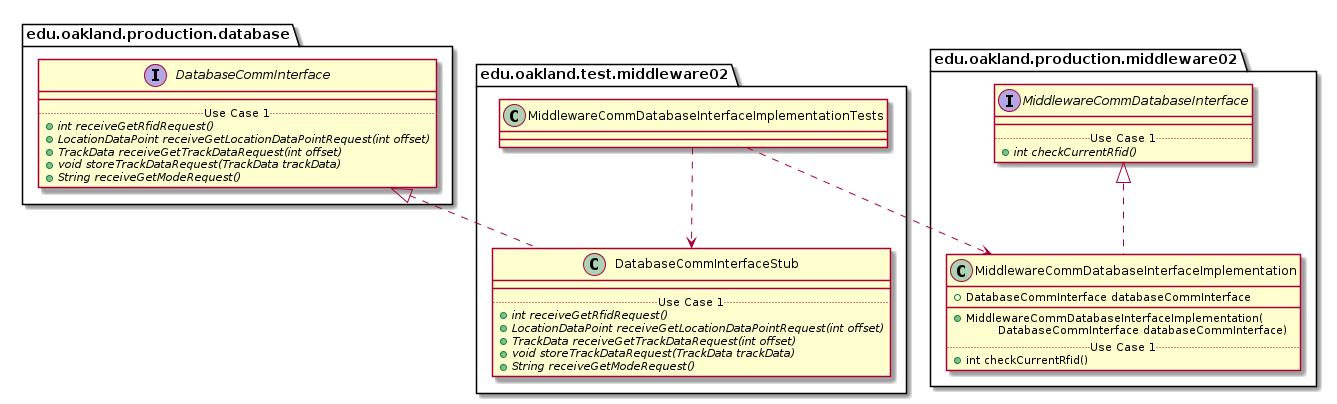 edu.oakland.production.database
I DatabaseCommInterface
Use Case 1
int receiveGetRfidRequest()
LocationDataPoint receiveGetLocationDataPointRequest(int offset)
TrackData receiveGetTrackDataRequest(int offset)
void storeTrackDataRequest(TrackData trackData)
String receiveGetModeRequest()
edu.oakland.test.middleware02
C MiddlewareCommDatabaseInterfaceImplementationTests
C DatabaseCommInterfaceStub
Use Case 1
int receiveGetRfidRequest()
LocationDataPoint receiveGetLocationDataPointRequest(int offset)
TrackData receiveGetTrackDataRequest(int offset)
void storeTrackDataRequest(TrackData trackData)
String receiveGetModeRequest()
edu.oakland.production.middleware02
I MiddlewareCommDatabaseInterface
Use Case 1
int checkCurrentRfid()
C MiddlewareCommDatabaseInterfaceImplementation
DatabaseCommInterface databaseCommInterface
MiddlewareCommDatabaseInterfaceImplementation(
DatabaseCommInterface databaseCommInterface)
Use Case 1
int checkCurrentRfid()